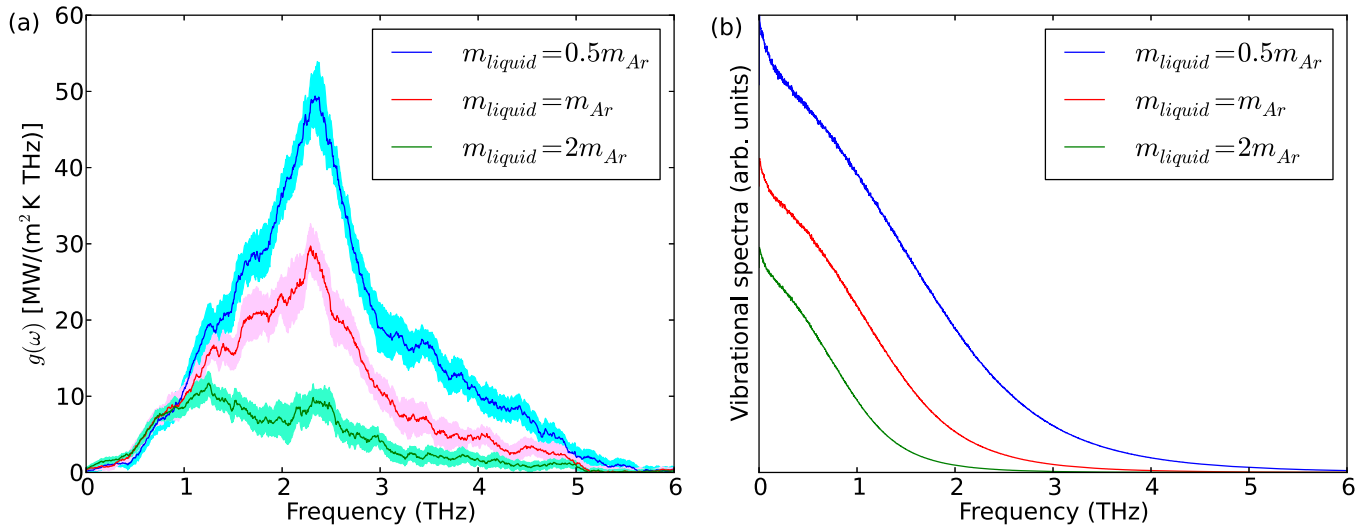 (a)
60
50
40
30
20
10
0
g(ω) [MW/(m²K THz)]
m_liquid=0.5m_Ar
m_liquid=m_Ar
m_liquid=2m_Ar
0 1 2 3 4 5 6
Frequency (THz)
(b)
Vibrational spectra (arb. units)
m_liquid=0.5m_Ar
m_liquid=m_Ar
m_liquid=2m_Ar
0 1 2 3 4 5 6
Frequency (THz)